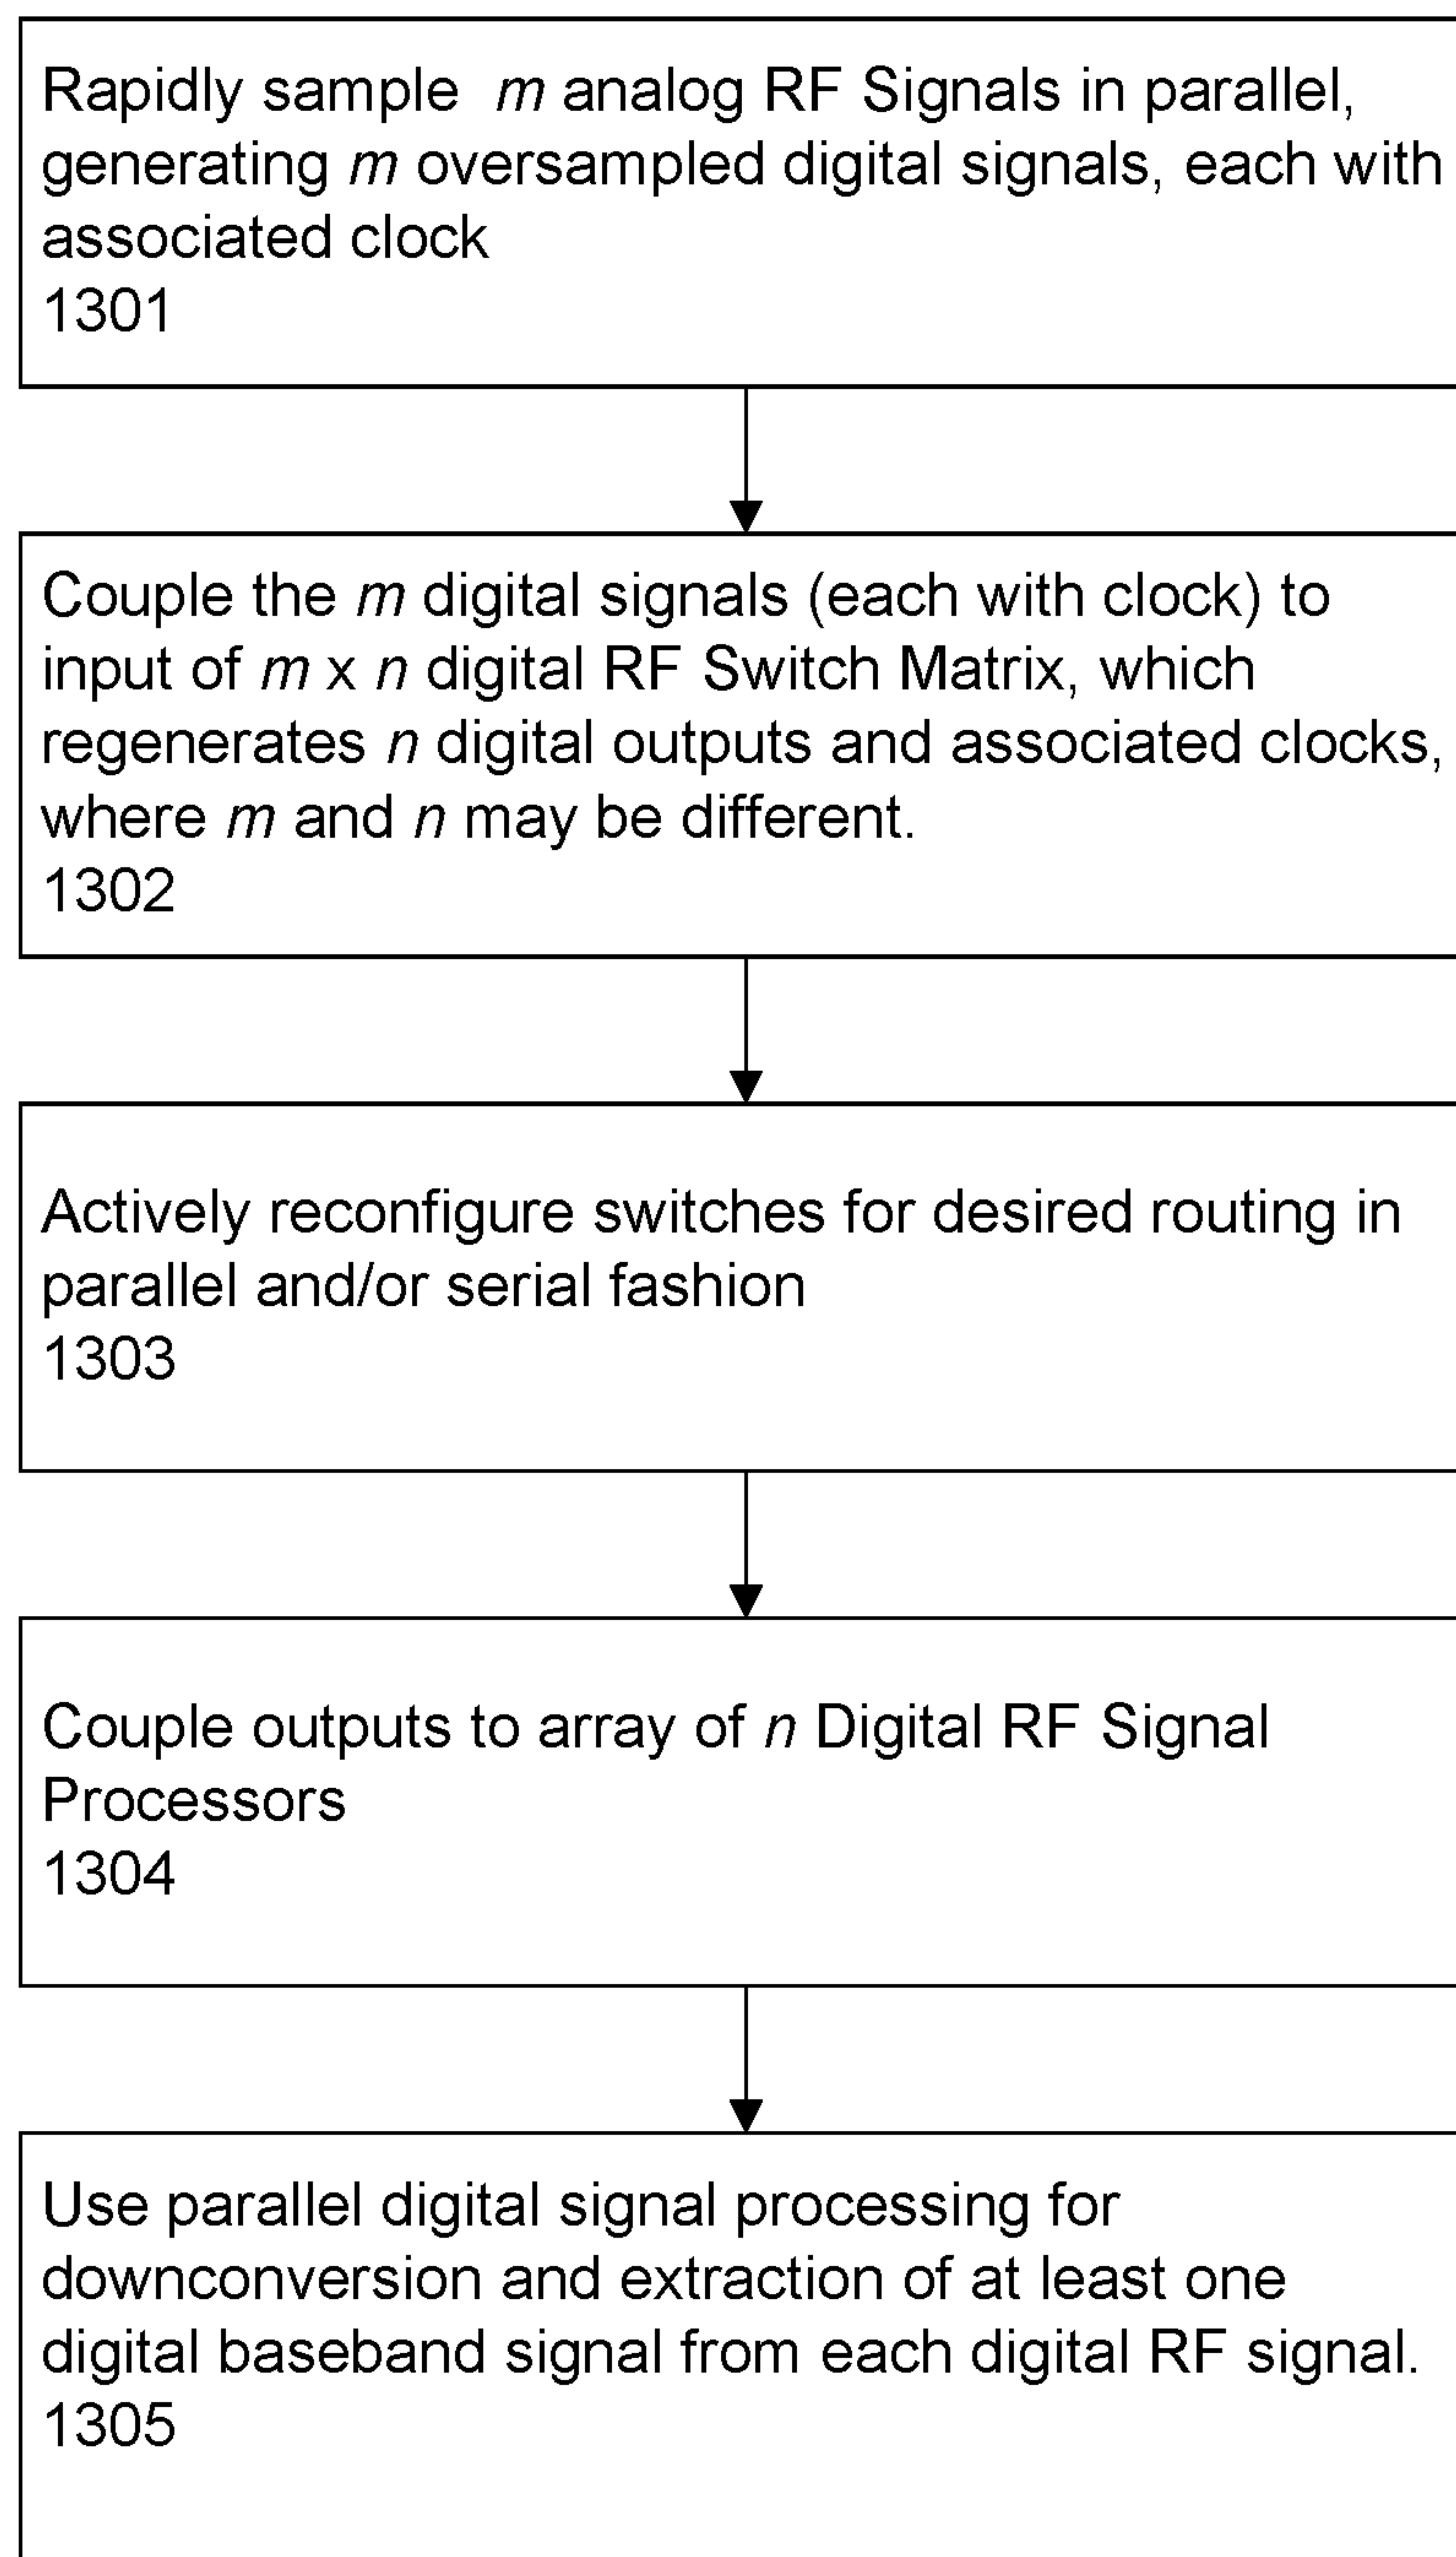 Rapidly sample m analog RF Signals in parallel,
generating m oversampled digital signals, each with
associated clock
1301
Couple the m digital signals (each with clock) to
input of m x n digital RF Switch Matrix, which
regenerates n digital outputs and associated clocks,
where m and n may be different.
1302
Actively reconfigure switches for desired routing in
parallel and/or serial fashion
1303
Couple outputs to array of n Digital RF Signal
Processors
1304
Use parallel digital signal processing for
downconversion and extraction of at least one
digital baseband signal from each digital RF signal.
1305